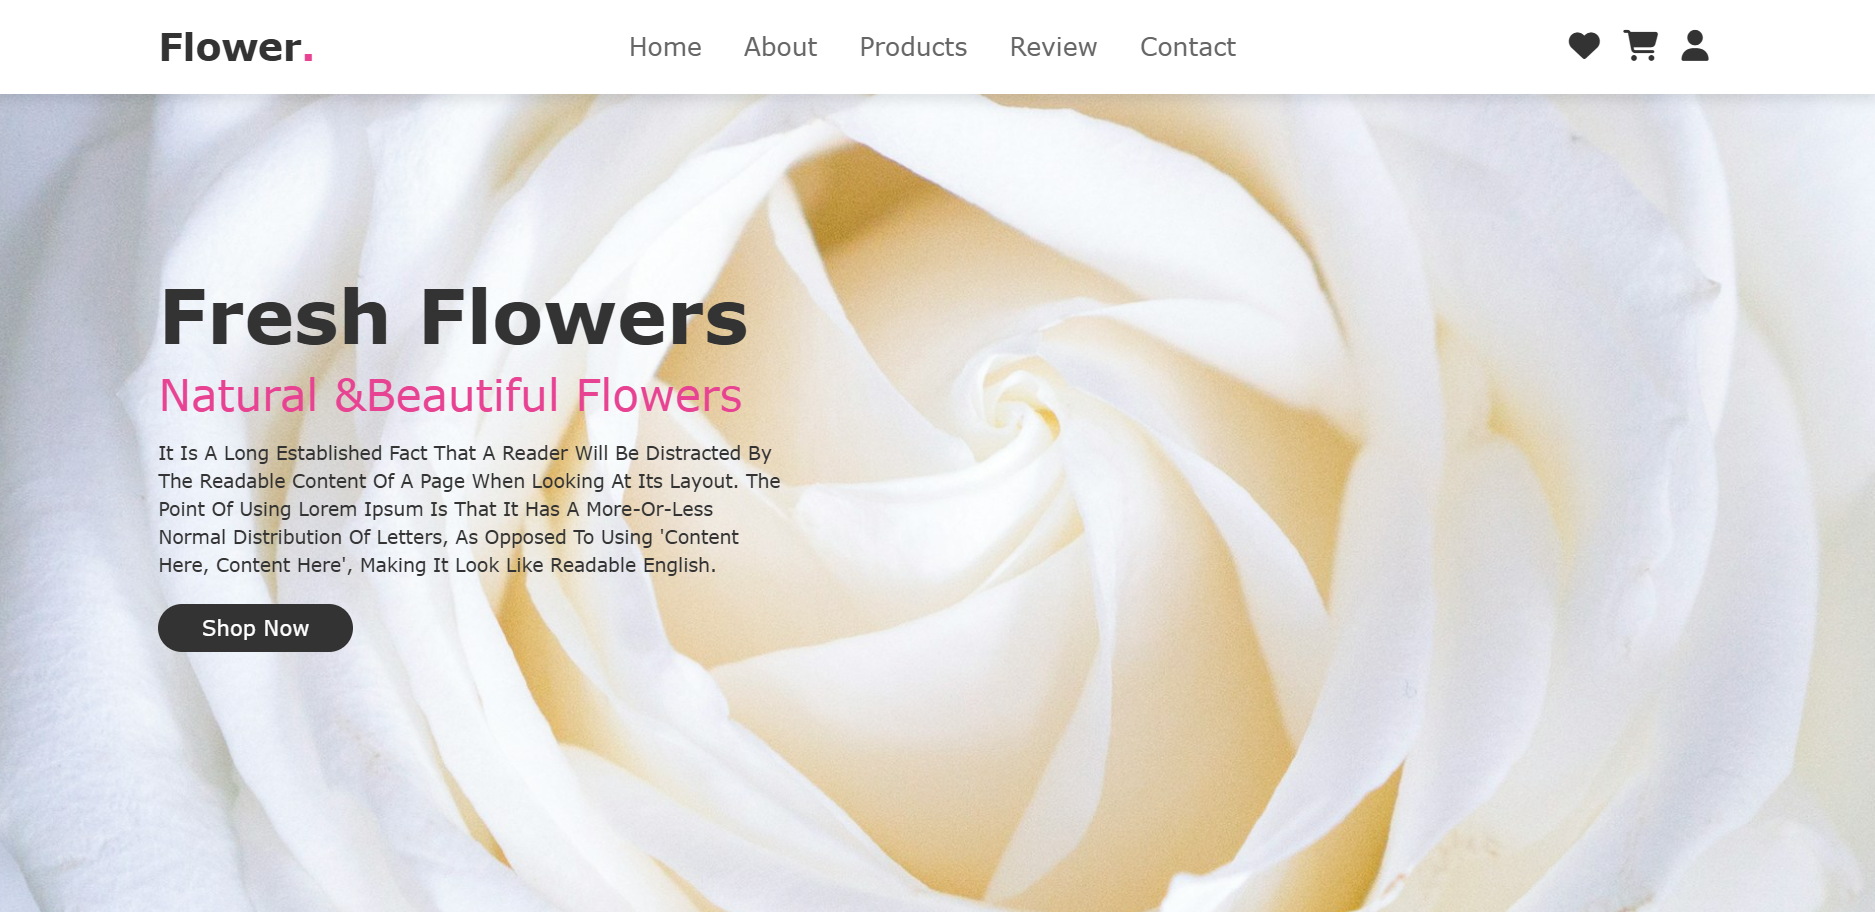 Flower.
Home About Products Review Contact
Fresh Flowers
Natural &Beautiful Flowers
It Is A Long Established Fact That A Reader Will Be Distracted By
The Readable Content Of A Page When Looking At Its Layout. The
Point Of Using Lorem Ipsum Is That It Has A More-Or-Less
Normal Distribution Of Letters, As Opposed To Using 'Content
Here, Content Here', Making It Look Like Readable English.
Shop Now